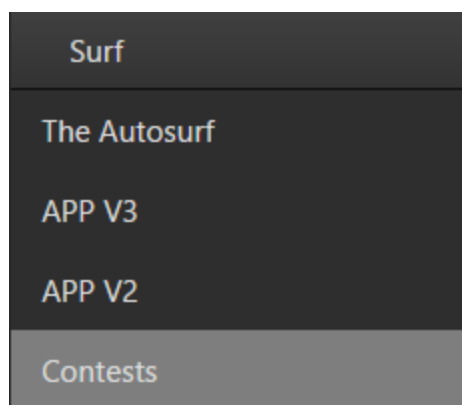 Surf
The Autosurf
APP V3
APP V2
Contests